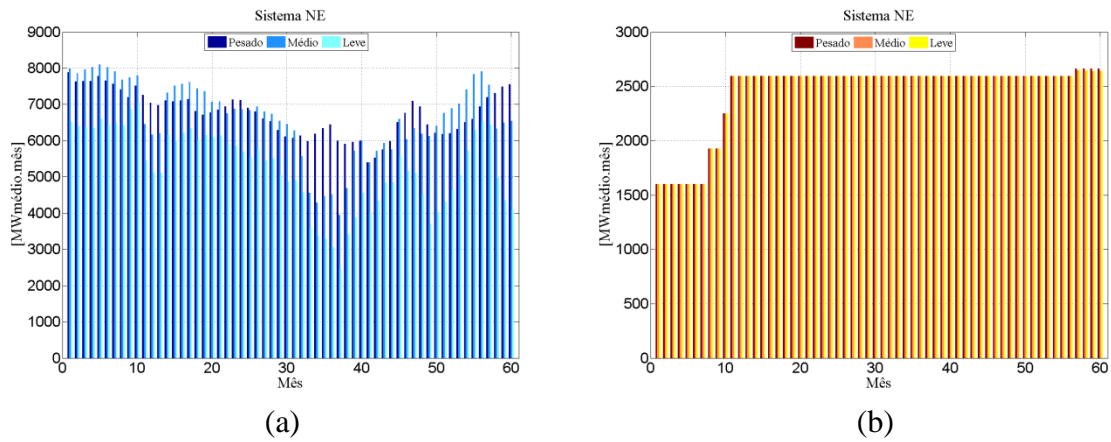 Sistema NE
Pesado Médio Leve
[MWmédio.mês]
9000
8000
7000
6000
5000
4000
3000
2000
1000
0
0 10 20 30 40 50 60
Mês
(a)
Sistema NE
Pesado Médio Leve
[MWmédio.mês]
3000
2500
2000
1500
1000
500
0
0 10 20 30 40 50 60
Mês
(b)